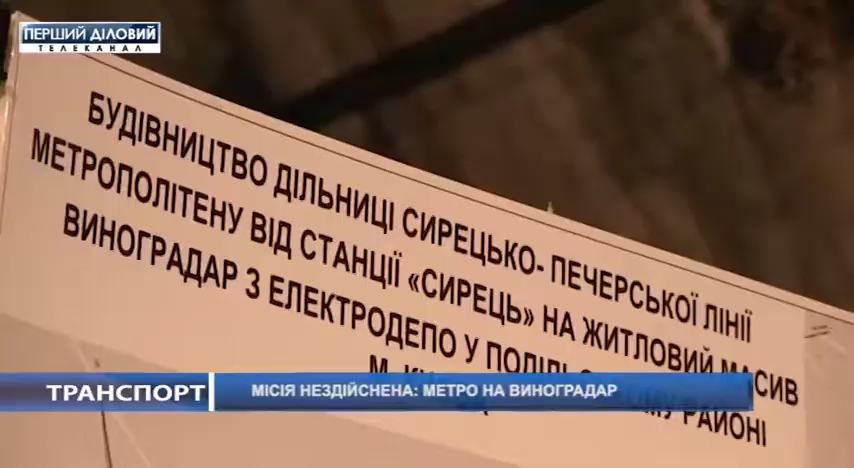 ПЕРШИЙ ДІЛОВИЙ
ТЕЛЕКАНАЛ
БУДІВНИЦТВО ДІЛЬНИЦІ СИРЕЦЬКО- ПЕЧЕРСЬКОЇ ЛІНІЇ
МЕТРОПОЛІТЕНУ ВІД СТАНЦІЇ «СИРЕЦЬ» НА ЖИТЛОВИЙ МАСИВ
ВИНОГРАДАР З ЕЛЕКТРОДЕПО У
М. РАЙОНІ
ТРАНСПОРТ
МІСІЯ НЕЗДІЙСНЕНА: МЕТРО НА ВИНОГРАДАР